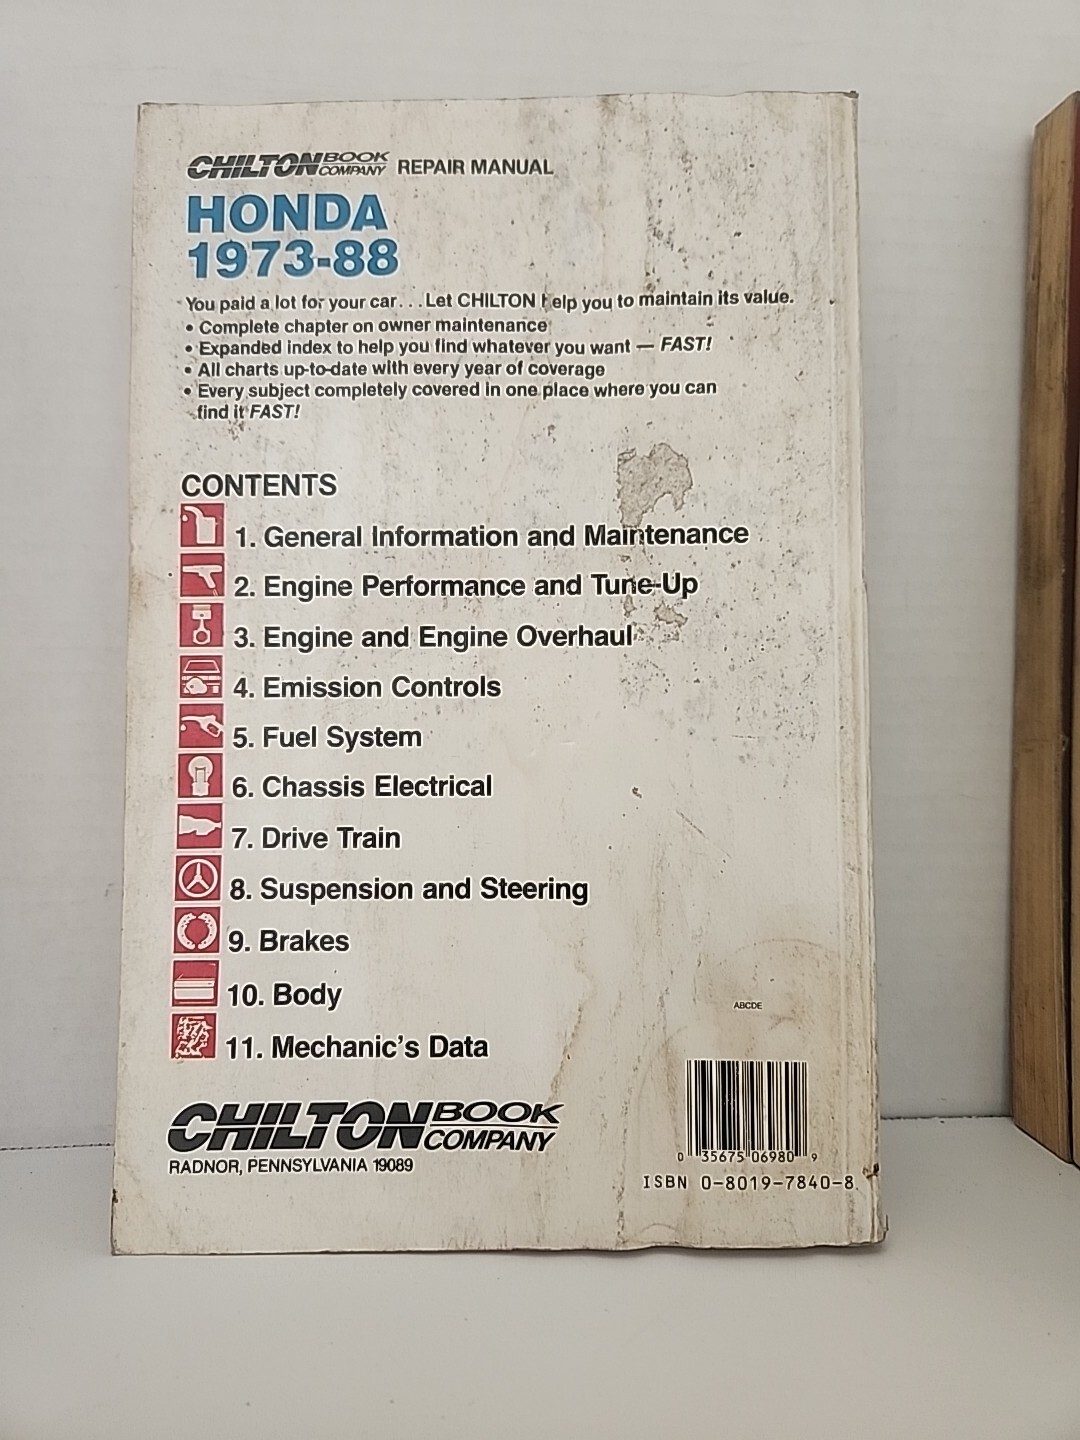 CHILTON BOOK COMPANY REPAIR MANUAL
HONDA
1973-88
You paid a lot for your car...Let CHILTON help you to maintain its value.
• Complete chapter on owner maintenance
• Expanded index to help you find whatever you want — FAST!
• All charts up-to-date with every year of coverage
• Every subject completely covered in one place where you can
find it FAST!
CONTENTS
1. General Information and Maintenance
2. Engine Performance and Tune-Up
3. Engine and Engine Overhaul
4. Emission Controls
5. Fuel System
6. Chassis Electrical
7. Drive Train
8. Suspension and Steering
9. Brakes
10. Body
11. Mechanic's Data
ABCDE
CHILTON BOOK COMPANY
RADNOR, PENNSYLVANIA 19089
0 35675 06980 9
ISBN 0-8019-7840-8